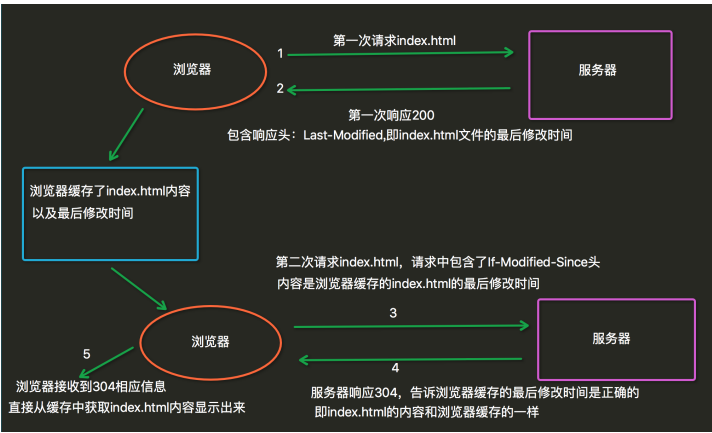 第一次请求index.html
1
浏览器
服务器
2
第一次响应200
包含响应头：Last-Modified,即index.html文件的最后修改时间
浏览器缓存了index.html内容
以及最后修改时间
第二次请求index.html，请求中包含了If-Modified-Since头
内容是浏览器缓存的index.html的最后修改时间
3
浏览器
服务器
4
5
浏览器接收到304相应信息
直接从缓存中获取index.html内容显示出来
服务器响应304，告诉浏览器缓存的最后修改时间是正确的
即index.html的内容和浏览器缓存的一样